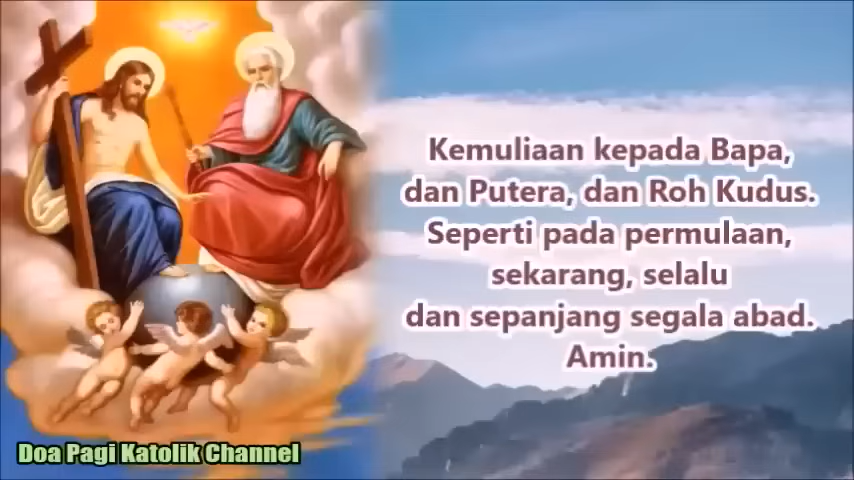 Kemuliaan kepada Bapa,
dan Putera, dan Roh Kudus.
Seperti pada permulaan,
sekarang, selalu
dan sepanjang segala abad.
Amin.
Doa Pagi Katolik Channel